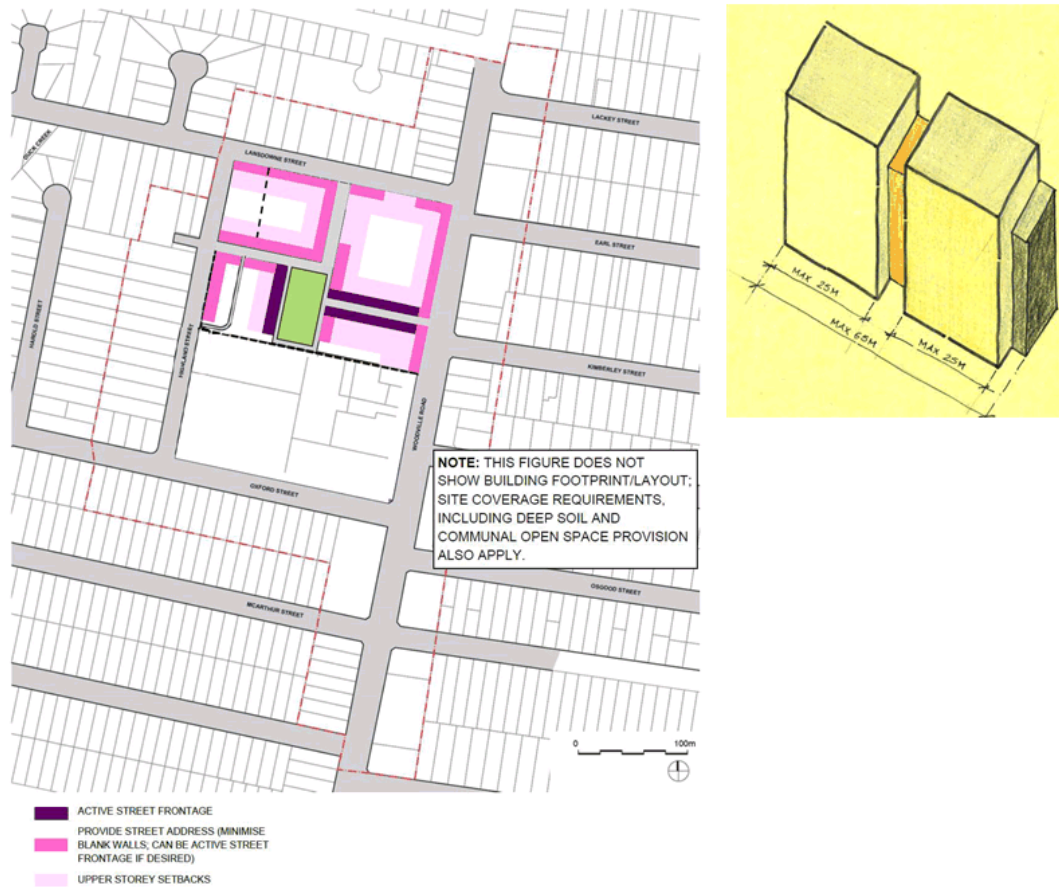 LACKEY STREET
DUCK CREEK
LANSDOWNE STREET
EARL STREET
HAROLD STREET
HIGHLAND STREET
KIMBERLEY STREET
WOODVILLE ROAD
OXFORD STREET
NOTE: THIS FIGURE DOES NOT
SHOW BUILDING FOOTPRINT/LAYOUT;
SITE COVERAGE REQUIREMENTS,
INCLUDING DEEP SOIL AND
COMMUNAL OPEN SPACE PROVISION
ALSO APPLY.
OSGOOD STREET
MCARTHUR STREET
0 100m
ACTIVE STREET FRONTAGE
PROVIDE STREET ADDRESS (MINIMISE
BLANK WALLS; CAN BE ACTIVE STREET
FRONTAGE IF DESIRED)
UPPER STOREY SETBACKS
MAX 25M
MAX 65M
MAX 25M